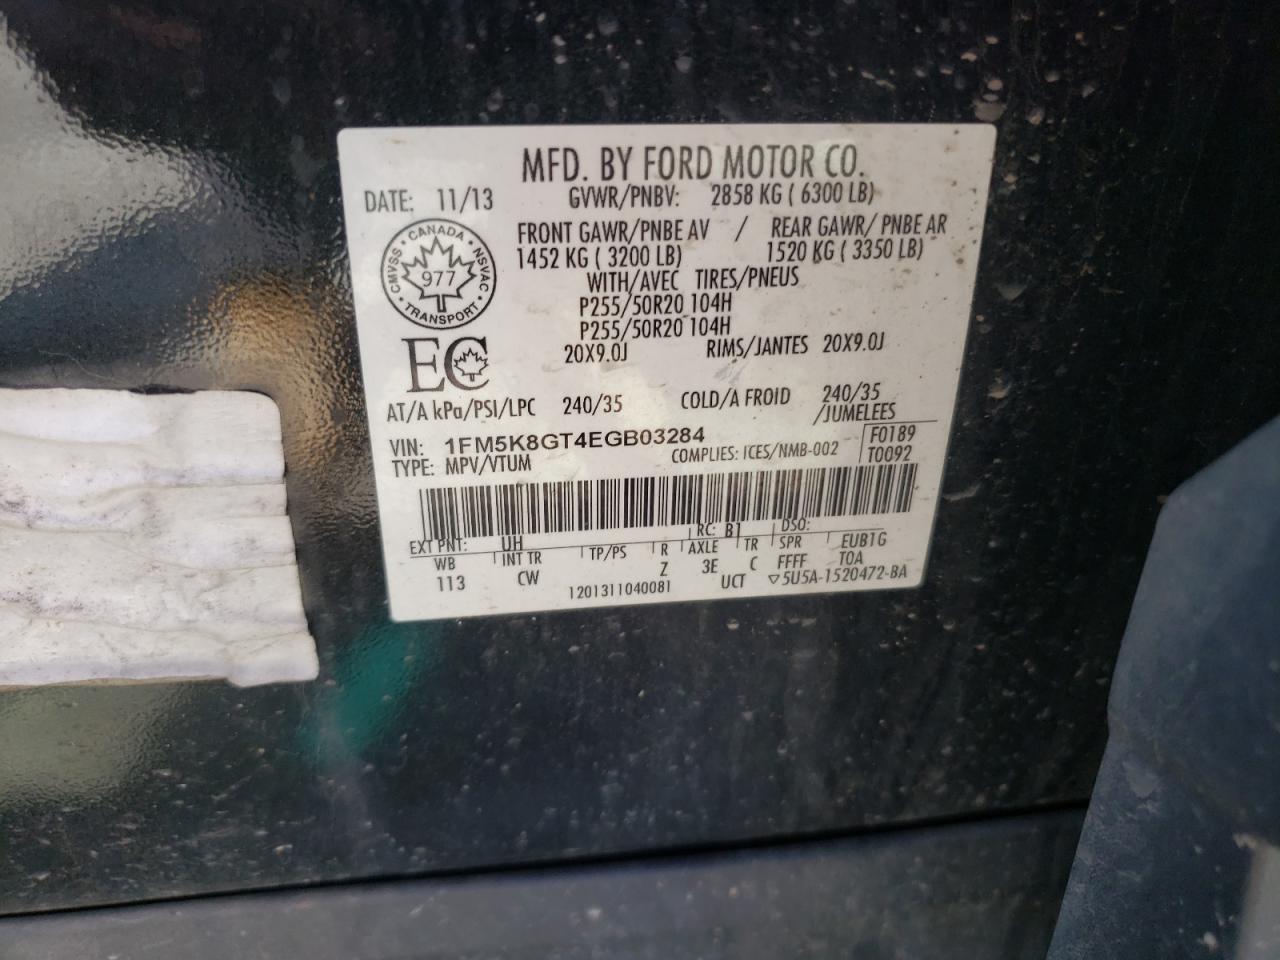 MFD. BY FORD MOTOR CO.
DATE: 11/13 GVWR/PNBV: 2858 KG ( 6300 LB)
FRONT GAWR/PNBE AV / REAR GAWR/ PNBE AR
1452 KG ( 3200 LB) 1520 KG ( 3350 LB)
CANADA
CMVSS 977 NSVAC
TRANSPORT
WITH/AVEC TIRES/PNEUS
P255/50R20 104H
P255/50R20 104H
EC
20X9.0J RIMS/JANTES 20X9.0J
AT/A kPa/PSI/LPC 240/35 COLD/A FROID 240/35
/JUMELEES
VIN: 1FM5K8GT4EGB03284 F0189
TYPE: MPV/VTUM COMPLIES: ICES/NMB-002 T0092
EXT PNT: UH RC: B1 DSO:
WB INT TR TP/PS R AXLE TR SPR EUB1G
113 CW Z 3E C FFFF TOA
1201311040081 UCT ▽5U5A-1520472-BA